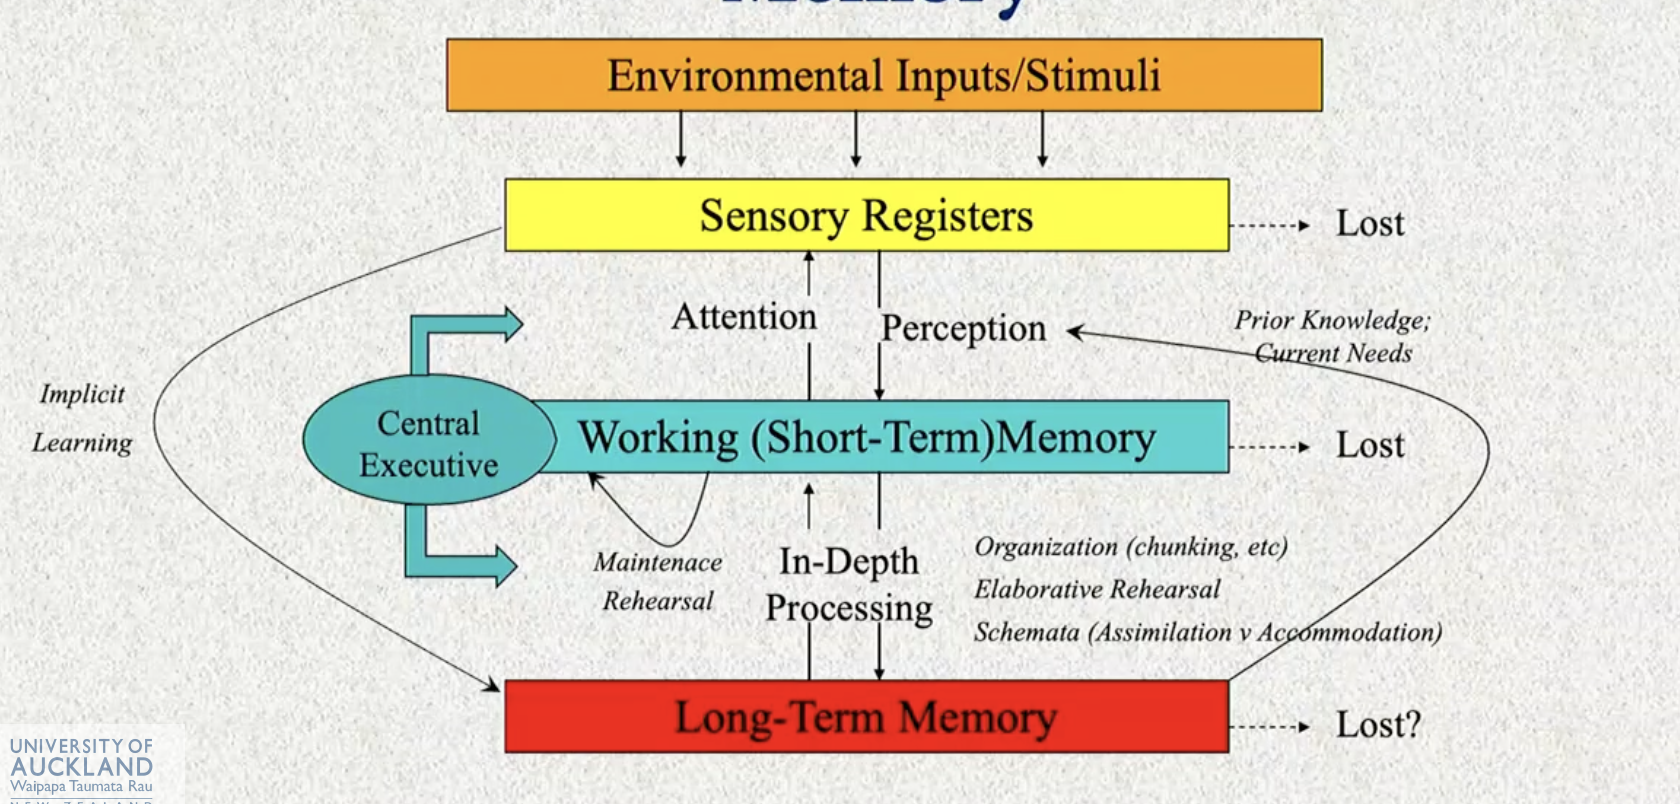 Memory
Environmental Inputs/Stimuli
Sensory Registers
Lost
Attention
Perception
Prior Knowledge;
Current Needs
Implicit
Learning
Central
Executive
Working (Short-Term)Memory
Lost
Maintenace
Rehearsal
In-Depth
Processing
Organization (chunking, etc)
Elaborative Rehearsal
Schemata (Assimilation v Accommodation)
Long-Term Memory
Lost?
UNIVERSITY OF
AUCKLAND
Waipapa Taumata Rau
NEW ZEALAND